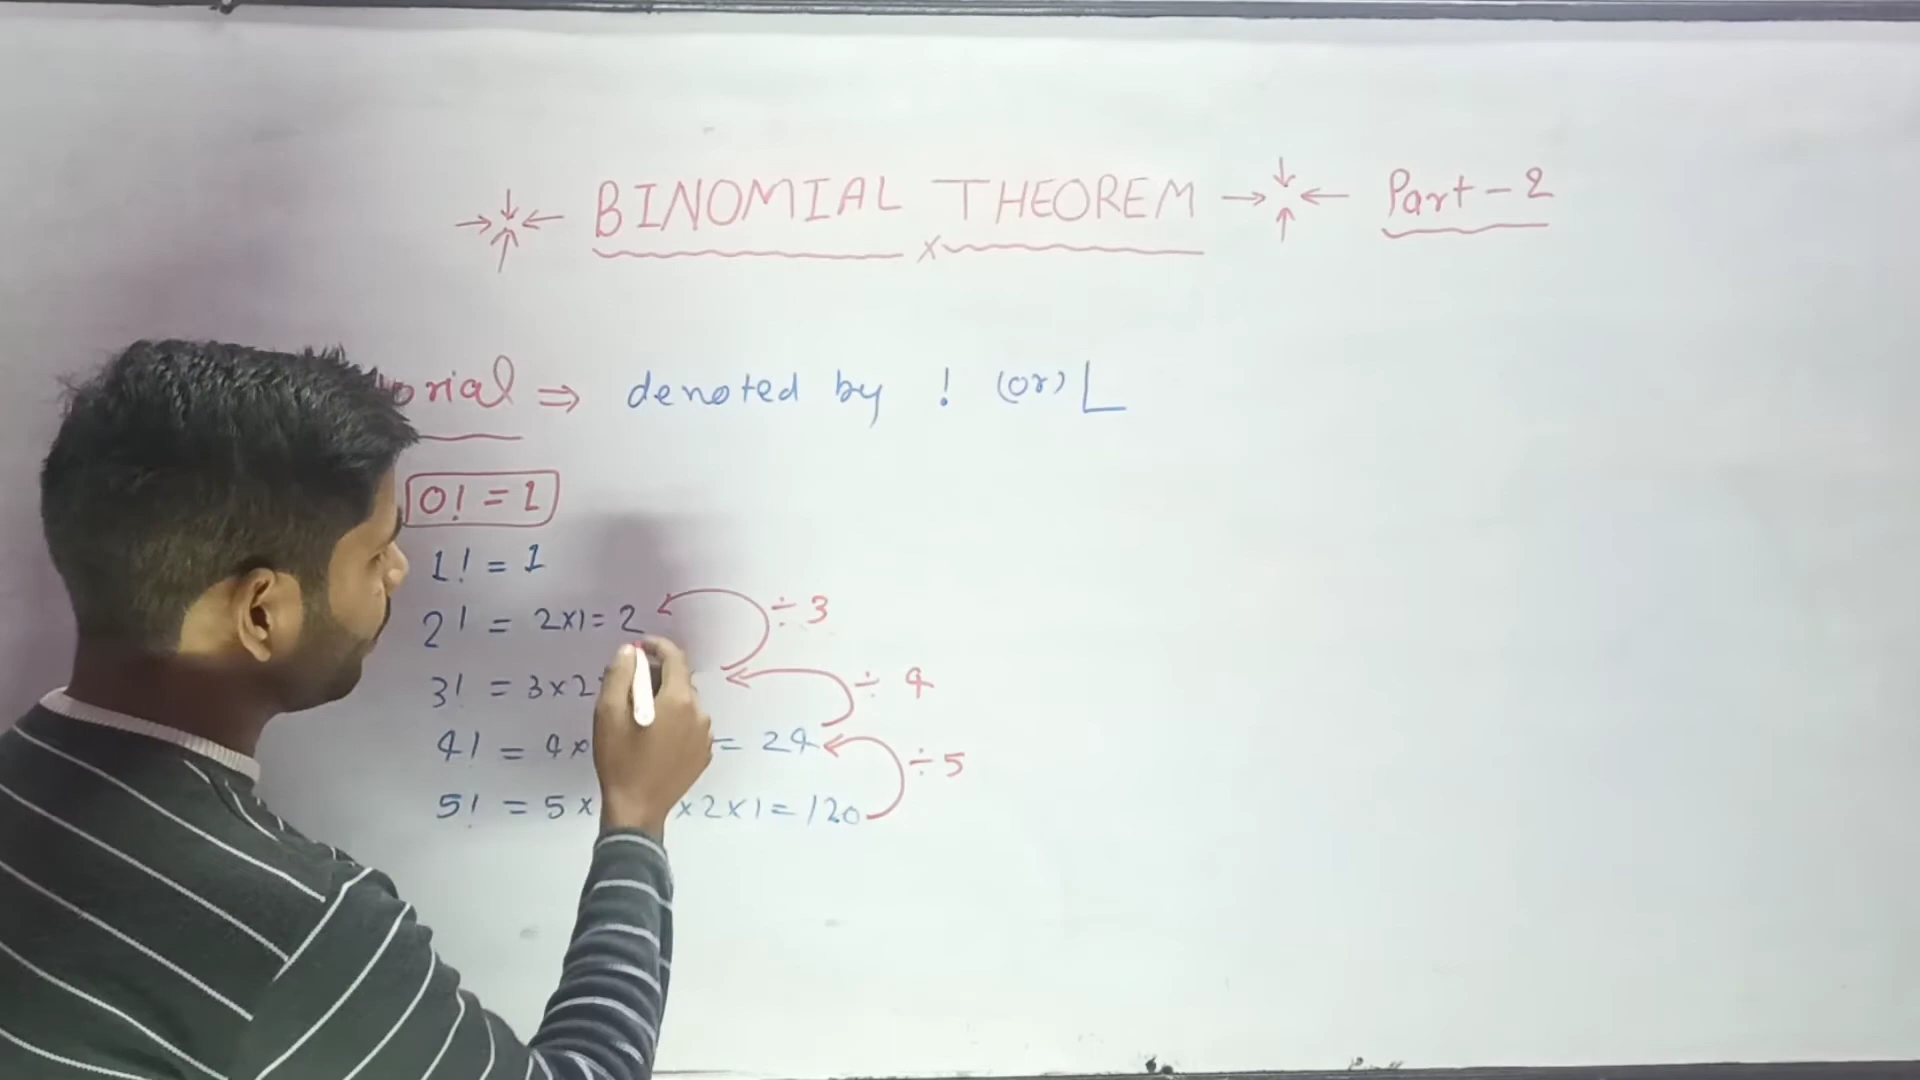 BINOMIAL THEOREM Part-2
orial ⇒ denoted by ! (or) L
0! = 1
1! = 1
2! = 2×1= 2 ÷3
3! = 3×2 ÷ 4
4! = 4× = 24 ÷5
5! = 5× ×2×1=120